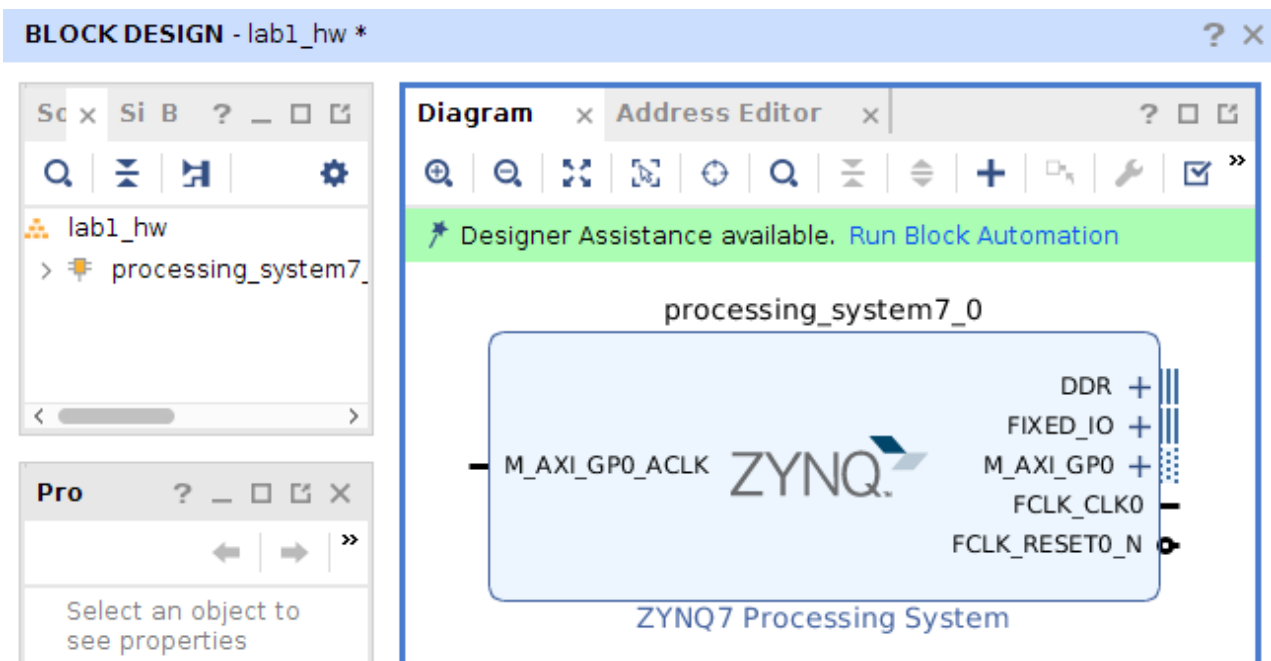 BLOCK DESIGN - lab1_hw *
? ×
Sc × Si B ?
lab1_hw
> processing_system7_
< >
Pro ? ×
»
Select an object to
see properties
Diagram × Address Editor × ?
»
Designer Assistance available. Run Block Automation
processing_system7_0
DDR +
FIXED_IO +
M_AXI_GP0_ACLK ZYNQ™ M_AXI_GP0 +
FCLK_CLK0
FCLK_RESET0_N
ZYNQ7 Processing System